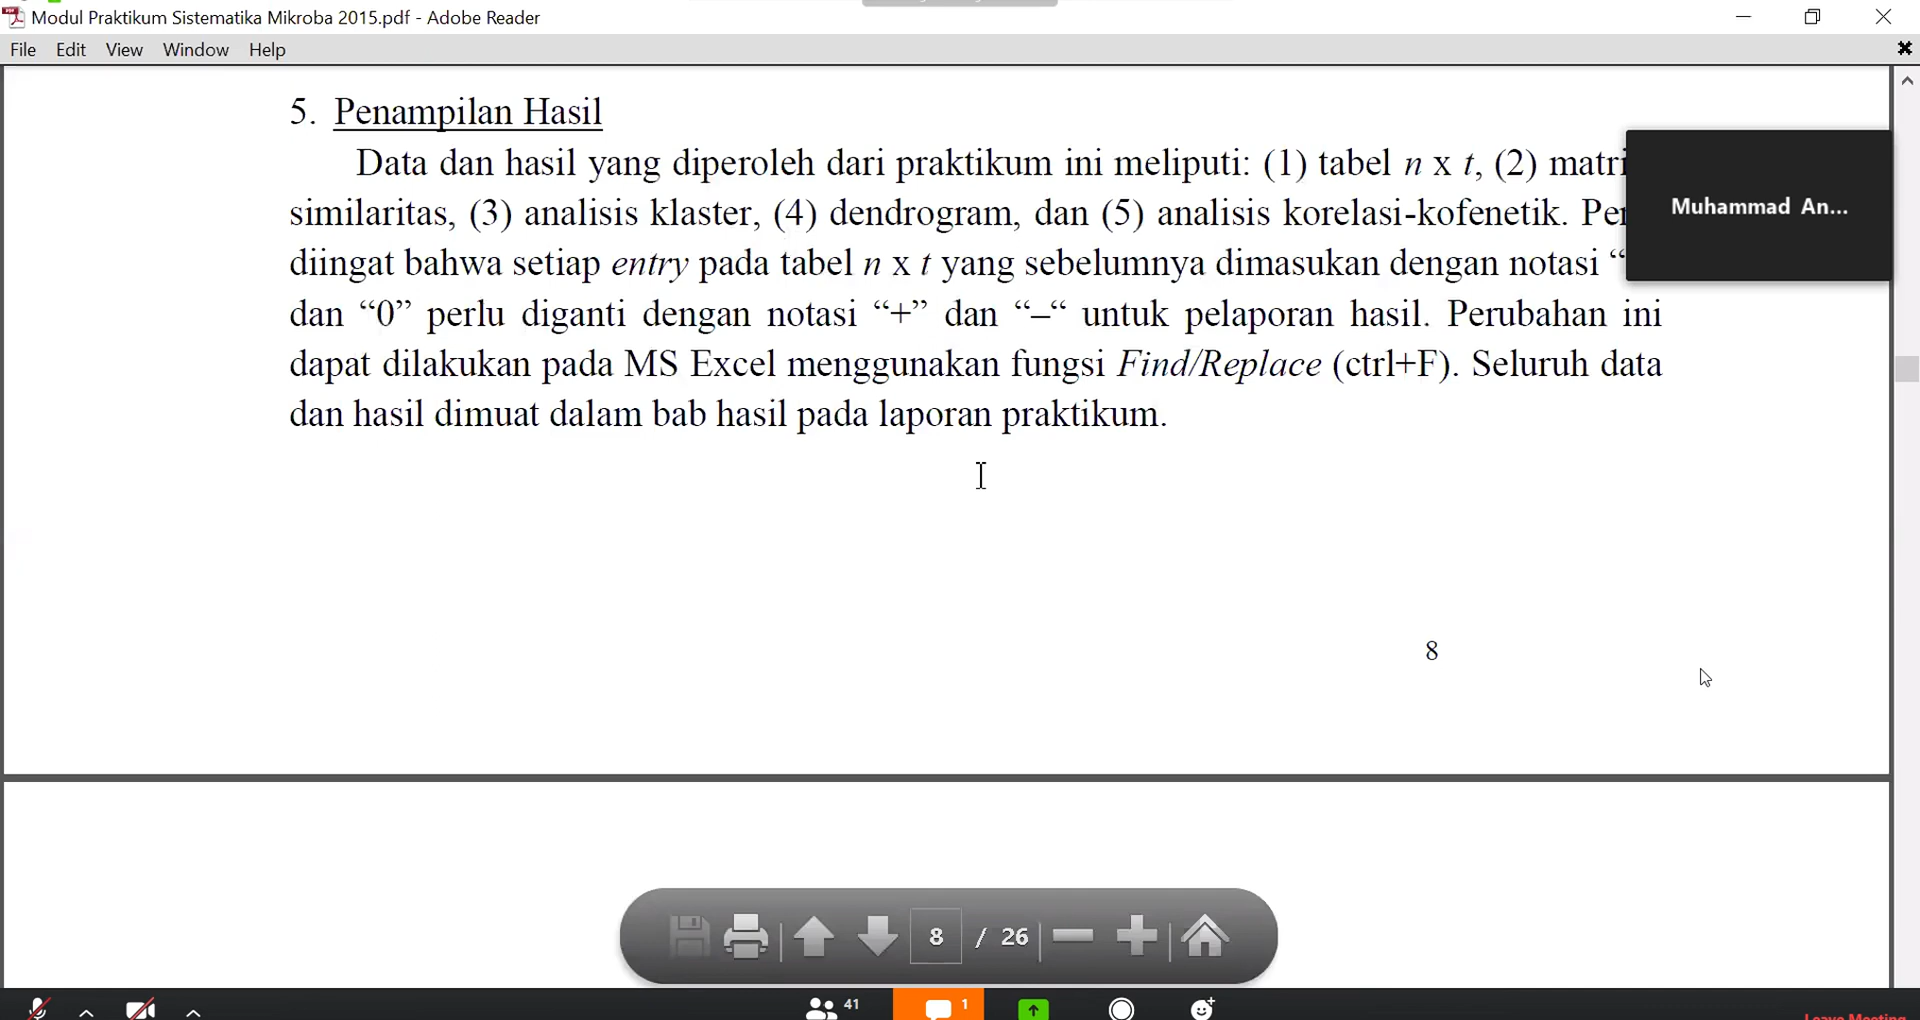 Modul Praktikum Sistematika Mikroba 2015.pdf - Adobe Reader
File Edit View Window Help
5. Penampilan Hasil
Data dan hasil yang diperoleh dari praktikum ini meliputi: (1) tabel n x t, (2) matri
similaritas, (3) analisis klaster, (4) dendrogram, dan (5) analisis korelasi-kofenetik. Per
diingat bahwa setiap entry pada tabel n x t yang sebelumnya dimasukan dengan notasi “
dan “0” perlu diganti dengan notasi “+” dan “–“ untuk pelaporan hasil. Perubahan ini
dapat dilakukan pada MS Excel menggunakan fungsi Find/Replace (ctrl+F). Seluruh data
dan hasil dimuat dalam bab hasil pada laporan praktikum.
Muhammad An...
8
8 / 26
41
1
Leave Meeting